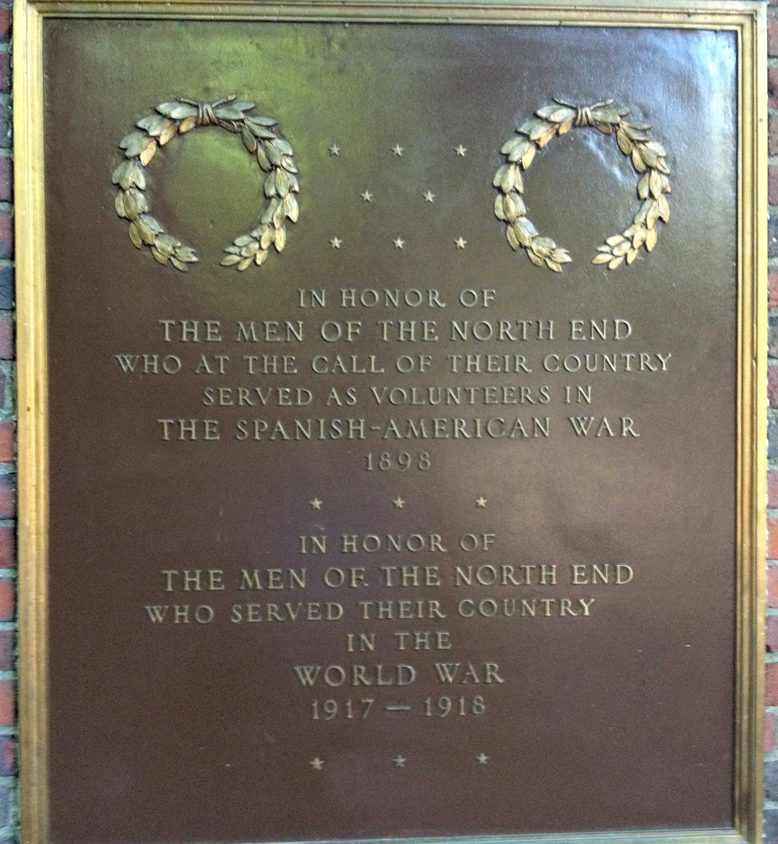 IN HONOR OF
THE MEN OF THE NORTH END
WHO AT THE CALL OF THEIR COUNTRY
SERVED AS VOLUNTEERS IN
THE SPANISH-AMERICAN WAR
1898
IN HONOR OF
THE MEN OF THE NORTH END
WHO SERVED THEIR COUNTRY
IN THE
WORLD WAR
1917 — 1918